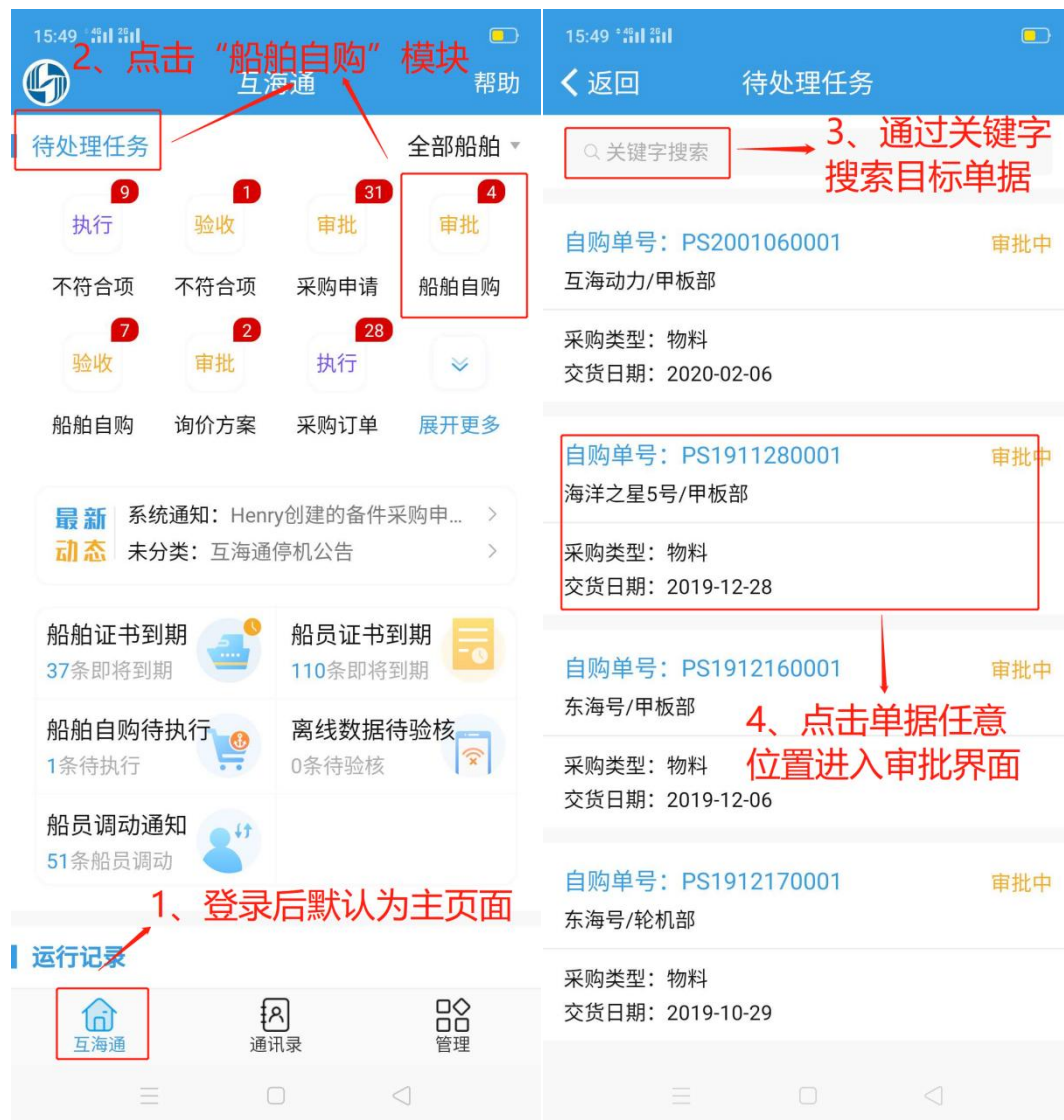 15:49 4G 2G
2、点击“船舶自购”模块
互海通
帮助
待处理任务
全部船舶
9
1
31
4
执行
验收
审批
审批
不符合项
不符合项
采购申请
船舶自购
7
2
28
验收
审批
执行
船舶自购
询价方案
采购订单
展开更多
最新动态
系统通知：Henry创建的备件采购申...
未分类：互海通停机公告
船舶证书到期
37条即将到期
船员证书到期
110条即将到期
船舶自购待执行
1条待执行
离线数据待验核
0条待验核
船员调动通知
51条船员调动
1、登录后默认为主页面
运行记录
互海通
通讯录
管理
15:49 4G 2G
返回
待处理任务
关键字搜索
3、通过关键字
搜索目标单据
自购单号：PS2001060001
审批中
互海动力/甲板部
采购类型：物料
交货日期：2020-02-06
自购单号：PS1911280001
审批中
海洋之星5号/甲板部
采购类型：物料
交货日期：2019-12-28
自购单号：PS1912160001
审批中
东海号/甲板部
4、点击单据任意
位置进入审批界面
采购类型：物料
交货日期：2019-12-06
自购单号：PS1912170001
审批中
东海号/轮机部
采购类型：物料
交货日期：2019-10-29